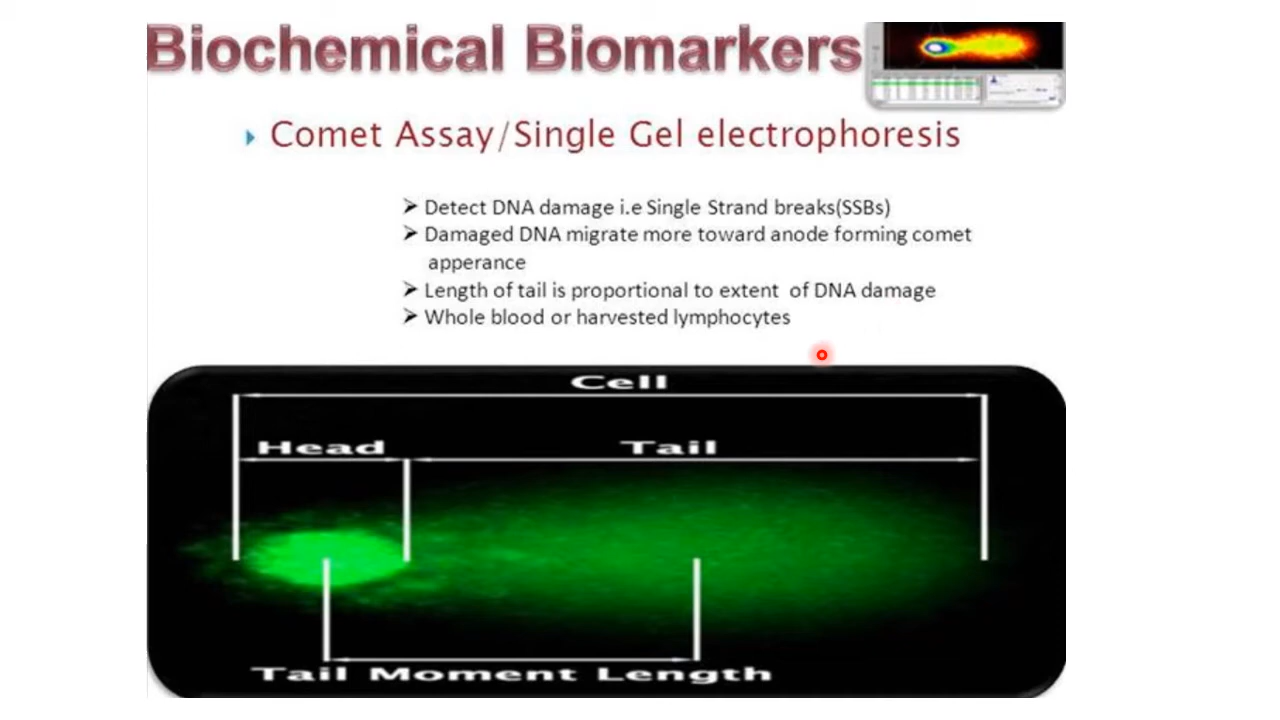 Biochemical Biomarkers
Comet Assay/Single Gel electrophoresis
Detect DNA damage i.e Single Strand breaks(SSBs)
Damaged DNA migrate more toward anode forming comet
apperance
Length of tail is proportional to extent of DNA damage
Whole blood or harvested lymphocytes
Cell
Head Tail
Tail Moment Length